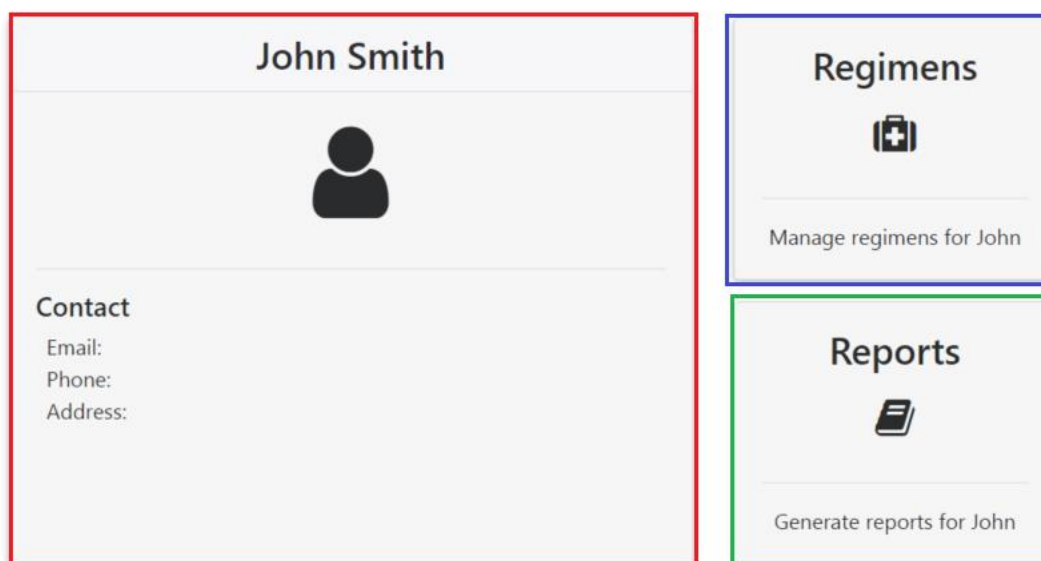 John Smith
Contact
Email:
Phone:
Address:
Regimens
Manage regimens for John
Reports
Generate reports for John